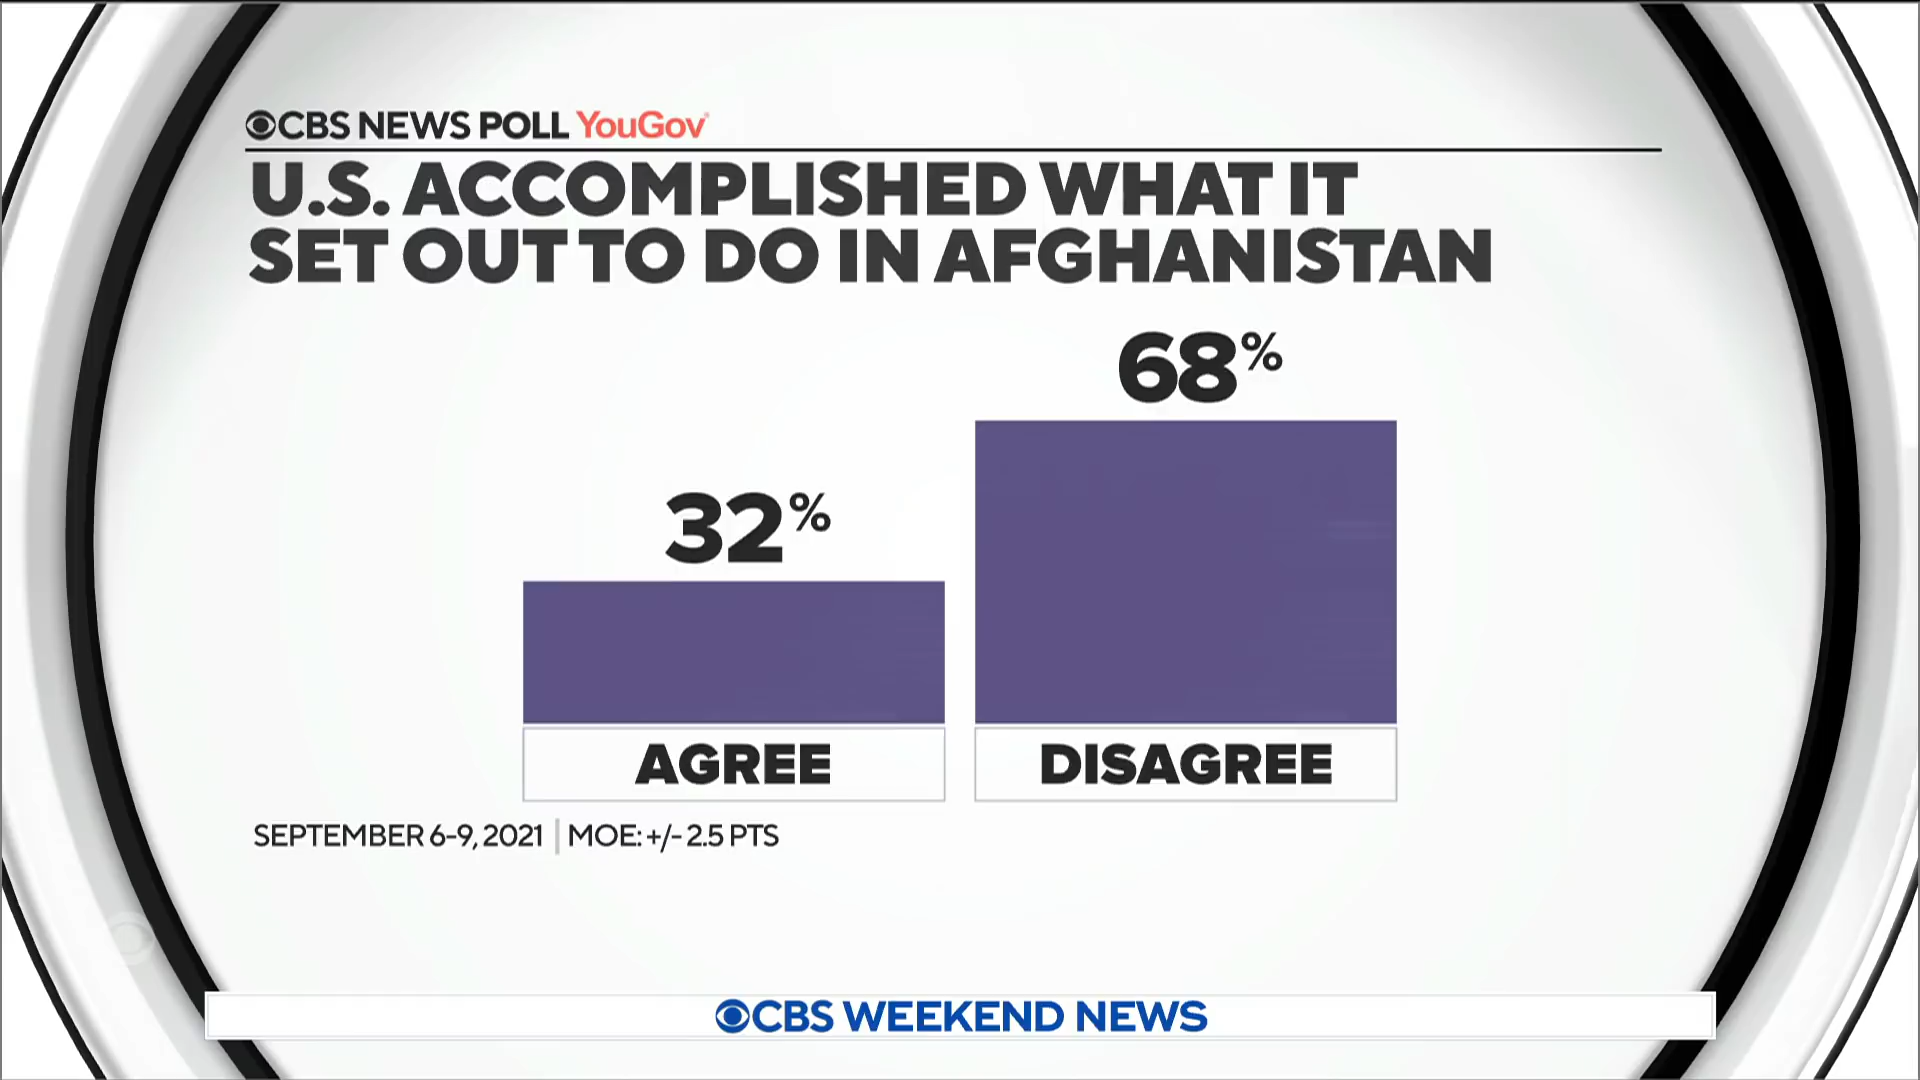 CBS NEWS POLL YouGov
U.S. ACCOMPLISHED WHAT IT
SET OUT TO DO IN AFGHANISTAN
68%
32%
AGREE
DISAGREE
SEPTEMBER 6-9, 2021 | MOE: +/- 2.5 PTS
CBS WEEKEND NEWS